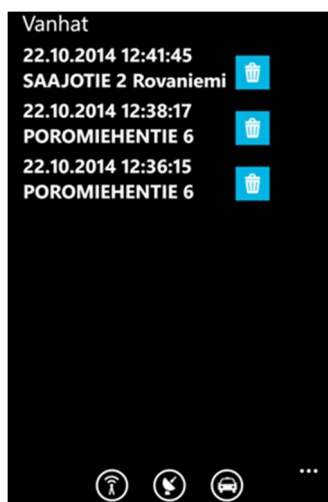 Vanhat
22.10.2014 12:41:45
SAAJOTIE 2 Rovaniemi
22.10.2014 12:38:17
POROMIEHENTIE 6
22.10.2014 12:36:15
POROMIEHENTIE 6